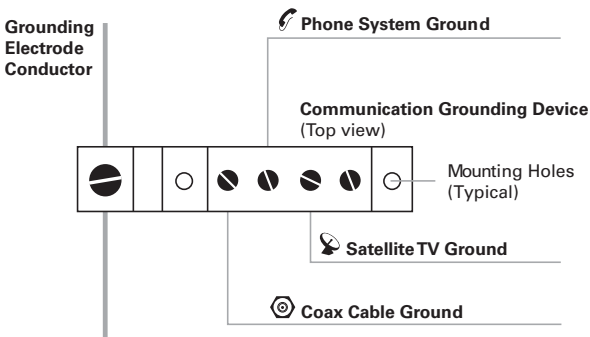 Grounding
Electrode
Conductor
Phone System Ground
Communication Grounding Device
(Top view)
Mounting Holes
(Typical)
Satellite TV Ground
Coax Cable Ground